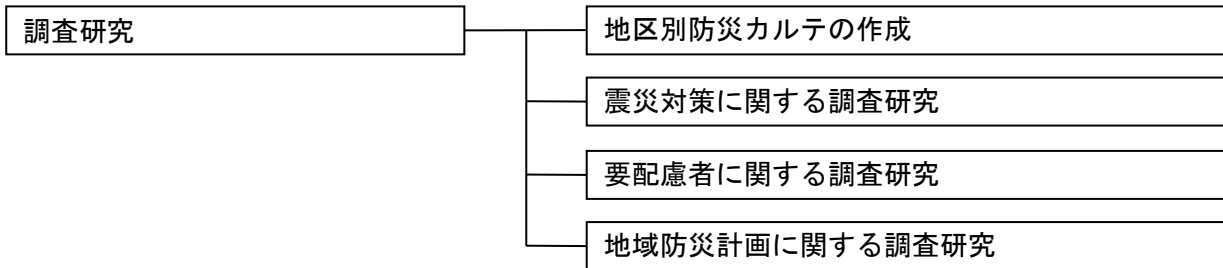 調査研究
地区別防災カルテの作成
震災対策に関する調査研究
要配慮者に関する調査研究
地域防災計画に関する調査研究